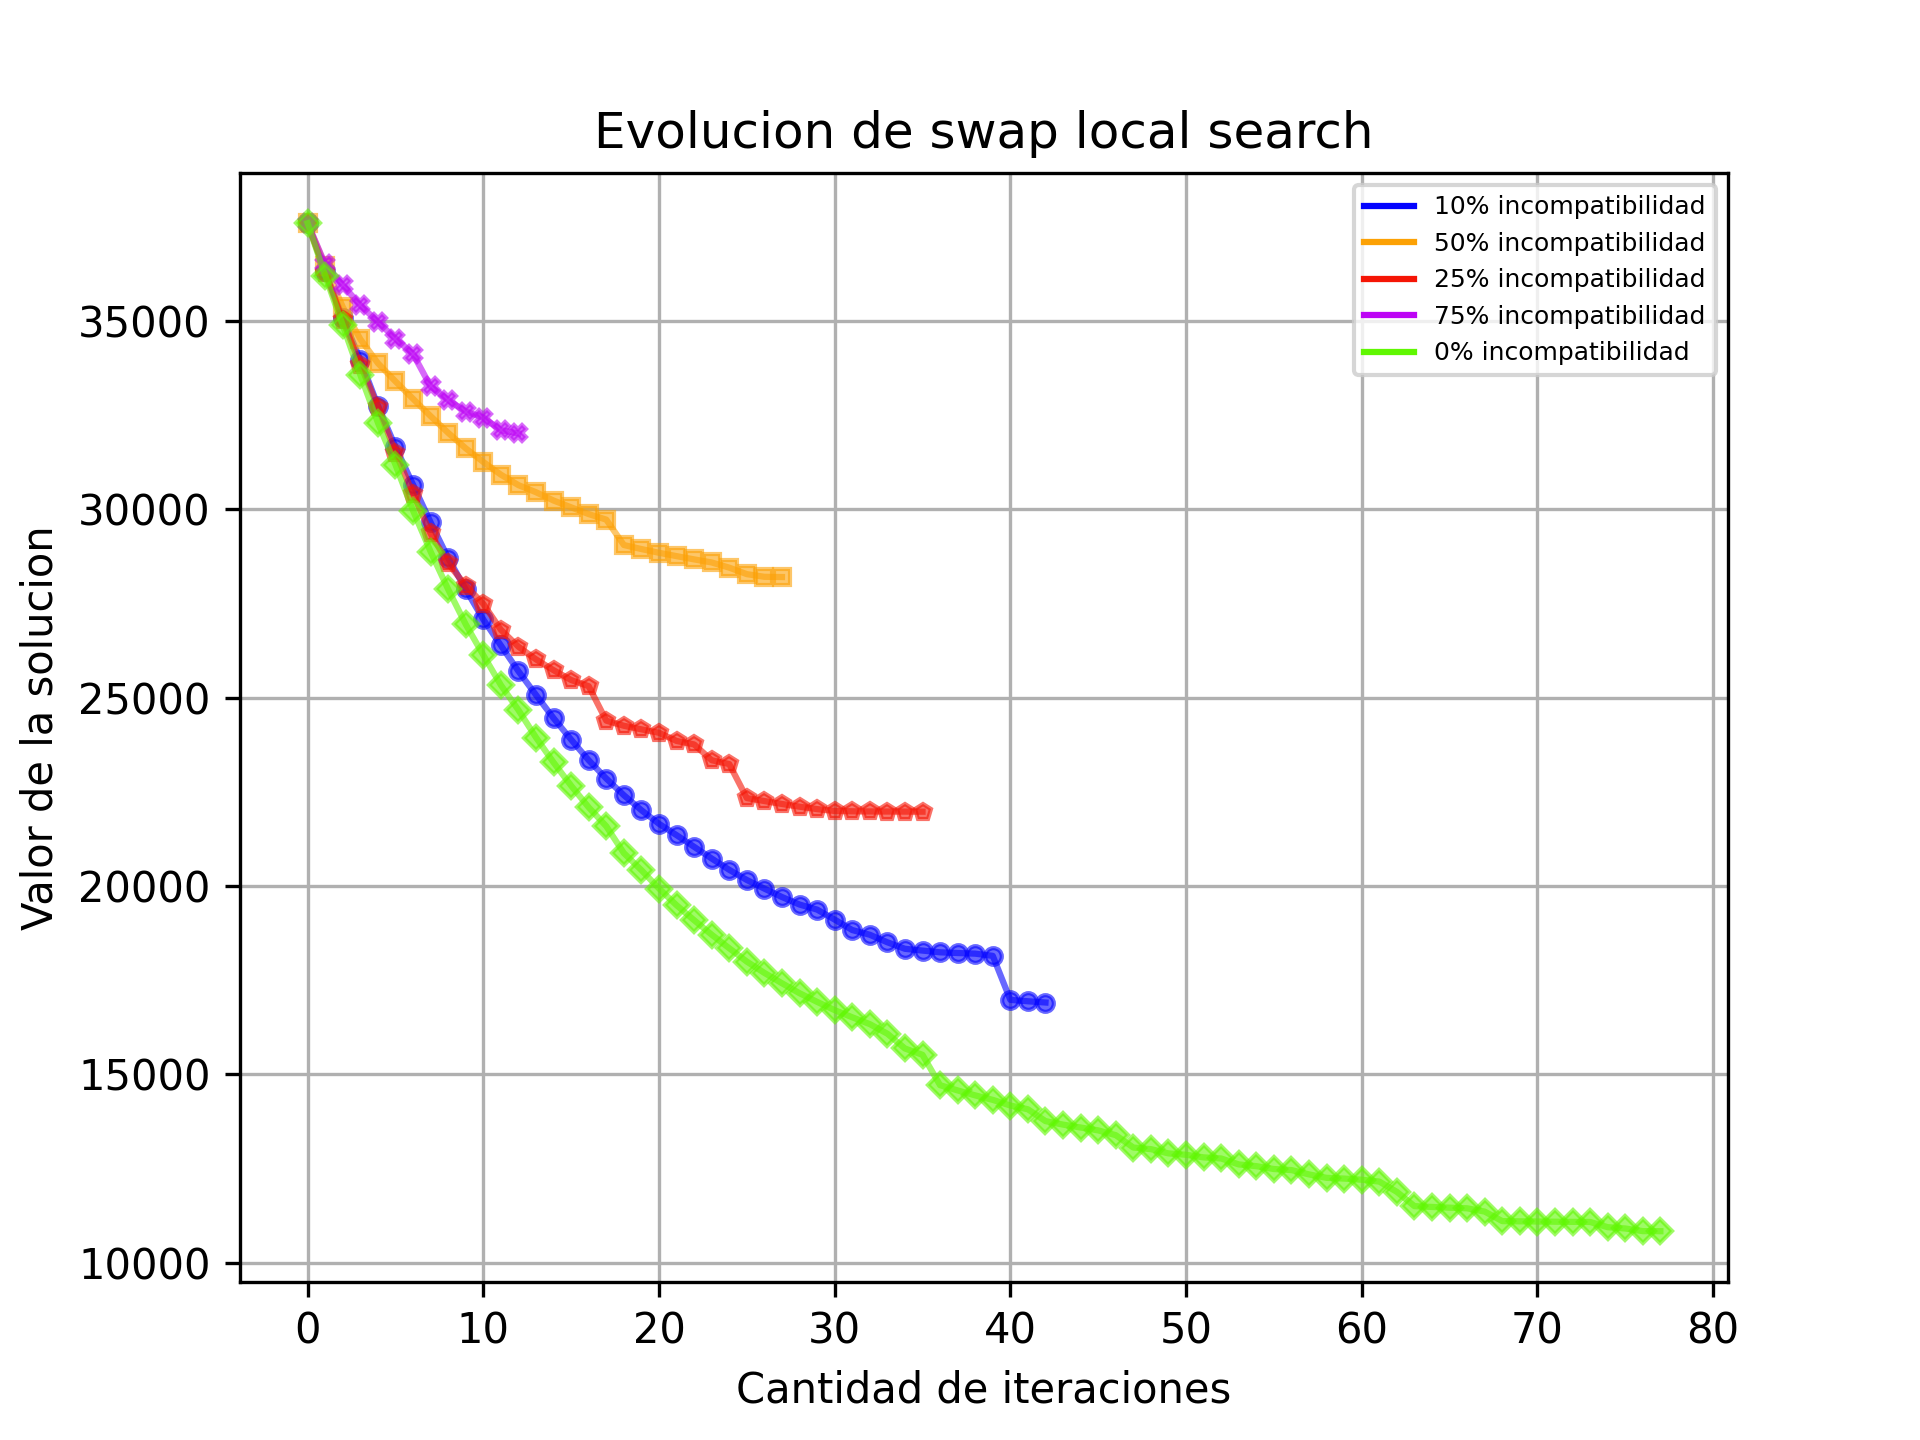 Evolucion de swap local search
10% incompatibilidad
50% incompatibilidad
25% incompatibilidad
75% incompatibilidad
0% incompatibilidad
Valor de la solucion
35000
30000
25000
20000
15000
10000
0 10 20 30 40 50 60 70 80
Cantidad de iteraciones